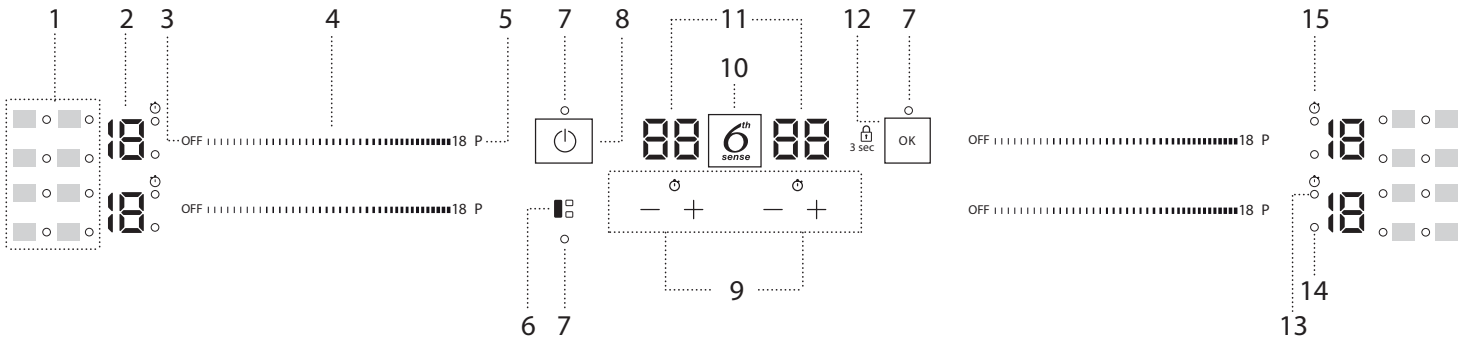 1 2 3 4 5 7 8 11 12 7 15
10
18 OFF 18 P 88 6th sense 88 3 sec OK OFF 18 P 18
18 OFF 18 P − + − + OFF 18 P 18
9
6 7 13 14